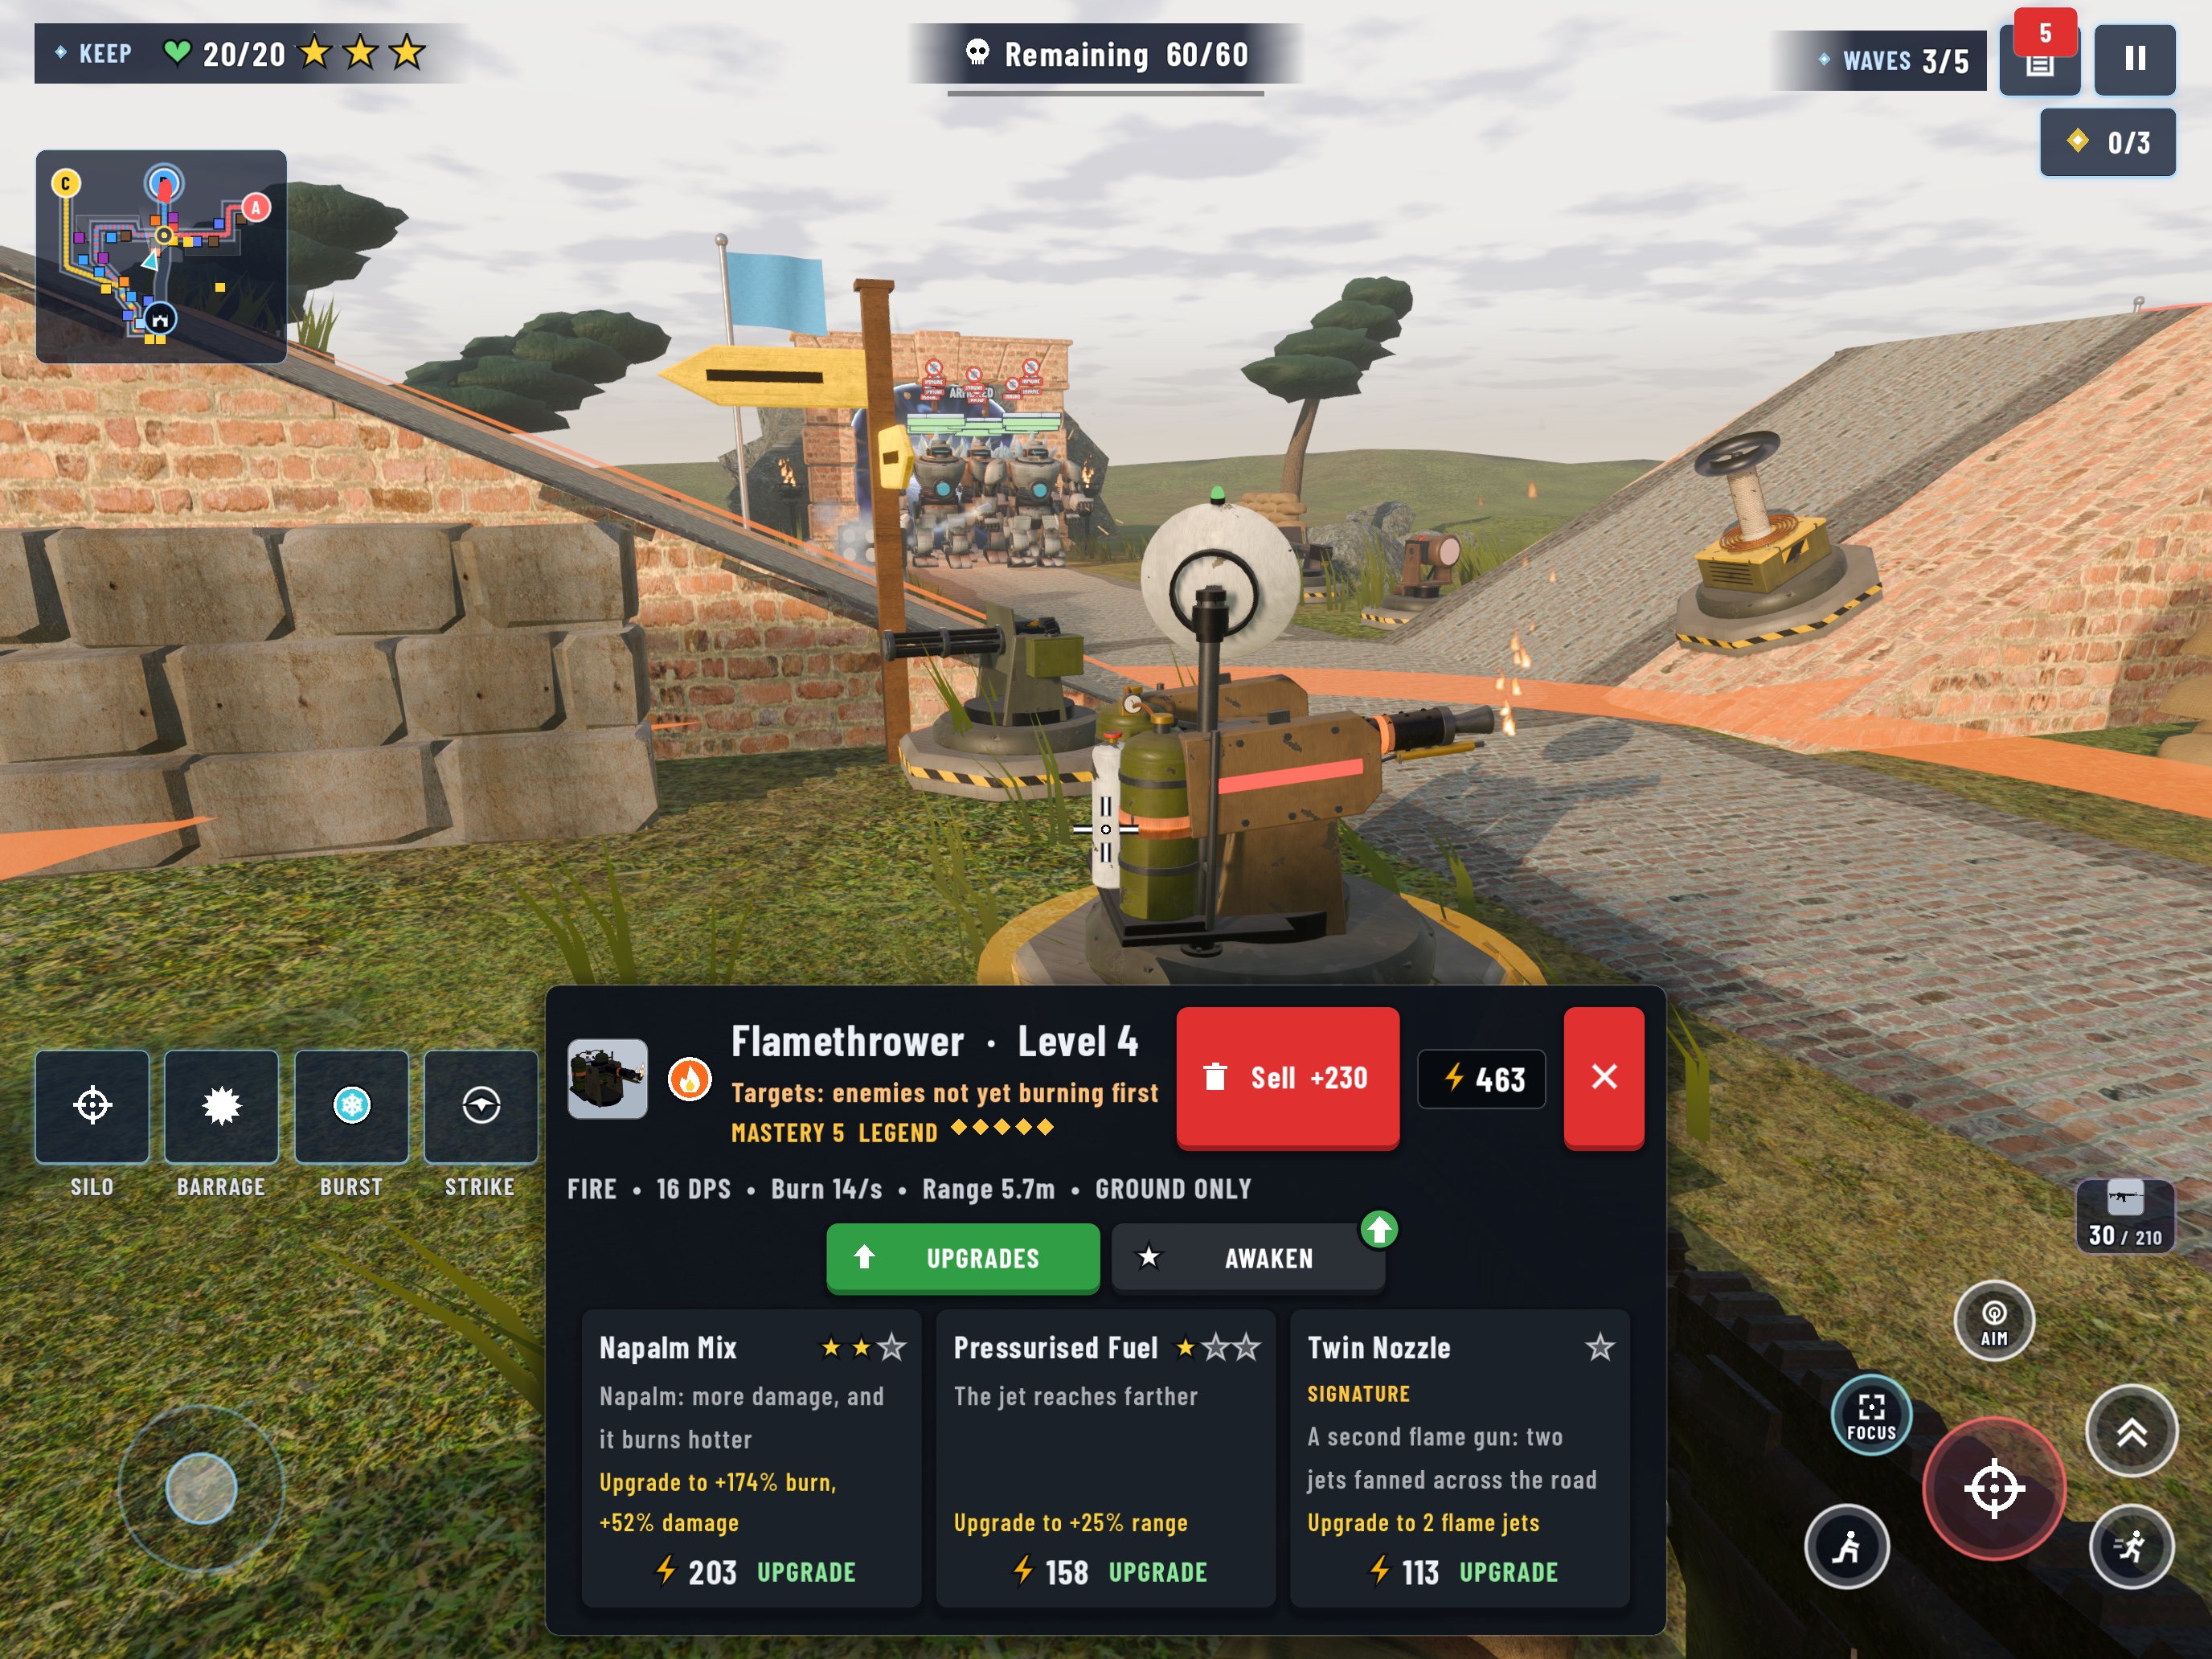 KEEP 20/20
Remaining 60/60
WAVES 3/5
5
0/3
C
A
ARMORED
Flamethrower · Level 4
Targets: enemies not yet burning first
MASTERY 5 LEGEND
Sell +230
463
FIRE • 16 DPS • Burn 14/s • Range 5.7m • GROUND ONLY
UPGRADES
AWAKEN
Napalm Mix
Napalm: more damage, and
it burns hotter
Upgrade to +174% burn,
+52% damage
203 UPGRADE
Pressurised Fuel
The jet reaches farther
Upgrade to +25% range
158 UPGRADE
Twin Nozzle
SIGNATURE
A second flame gun: two
jets fanned across the road
Upgrade to 2 flame jets
113 UPGRADE
SILO
BARRAGE
BURST
STRIKE
30 / 210
AIM
FOCUS